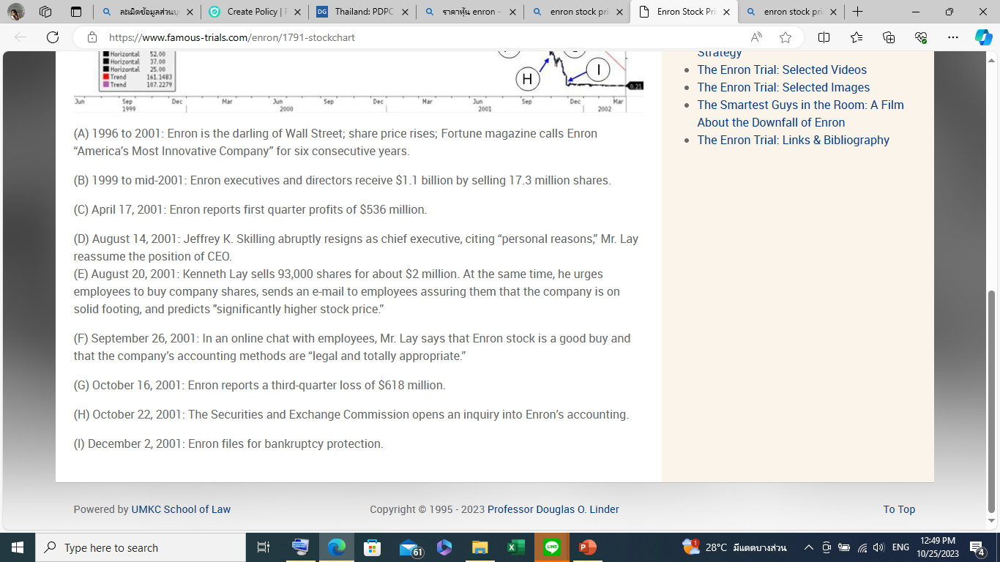 ละเมิดข้อมูลส่วนบุ
Create Policy | P
Thailand: PDPC
ราคาหุ้น enron -
enron stock pri
Enron Stock Pri
enron stock pri
https://www.famous-trials.com/enron/1791-stockchart
Horizontal 52.00
Horizontal 37.00
Horizontal 25.00
Trend 161.1483
Trend 107.2279
H
I
0.21
Jun Sep Dec Mar Jun Sep Dec Mar Jun Sep Dec Mar
1999 2000 2001 2002
(A) 1996 to 2001: Enron is the darling of Wall Street; share price rises; Fortune magazine calls Enron
“America’s Most Innovative Company” for six consecutive years.
(B) 1999 to mid-2001: Enron executives and directors receive $1.1 billion by selling 17.3 million shares.
(C) April 17, 2001: Enron reports first quarter profits of $536 million.
(D) August 14, 2001: Jeffrey K. Skilling abruptly resigns as chief executive, citing “personal reasons,” Mr. Lay
reassume the position of CEO.
(E) August 20, 2001: Kenneth Lay sells 93,000 shares for about $2 million. At the same time, he urges
employees to buy company shares, sends an e-mail to employees assuring them that the company is on
solid footing, and predicts "significantly higher stock price.”
(F) September 26, 2001: In an online chat with employees, Mr. Lay says that Enron stock is a good buy and
that the company’s accounting methods are “legal and totally appropriate.”
(G) October 16, 2001: Enron reports a third-quarter loss of $618 million.
(H) October 22, 2001: The Securities and Exchange Commission opens an inquiry into Enron’s accounting.
(I) December 2, 2001: Enron files for bankruptcy protection.
Strategy
The Enron Trial: Selected Videos
The Enron Trial: Selected Images
The Smartest Guys in the Room: A Film
About the Downfall of Enron
The Enron Trial: Links & Bibliography
Powered by UMKC School of Law
Copyright © 1995 - 2023 Professor Douglas O. Linder
To Top
Type here to search
61
LINE
1
28°C มีแดดบางส่วน
ENG
12:49 PM
10/25/2023
4